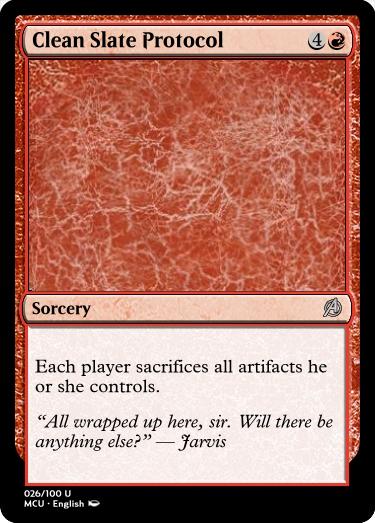 Clean Slate Protocol 4
Sorcery
Each player sacrifices all artifacts he
or she controls.
“All wrapped up here, sir. Will there be
anything else?” — Jarvis
026/100 U
MCU • English